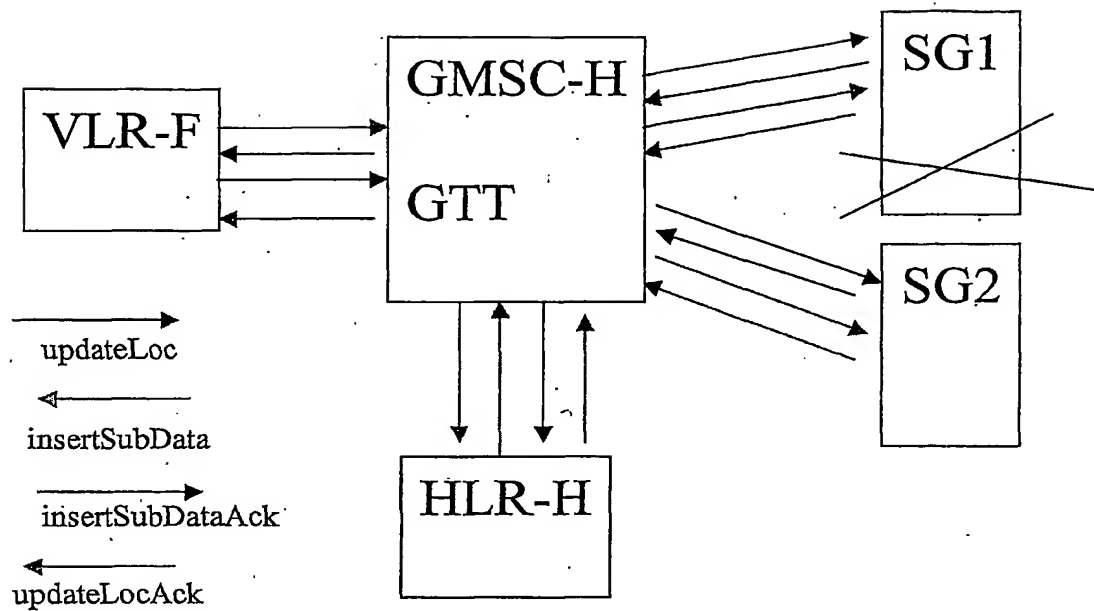 GMSC-H
GTT
VLR-F
SG1
SG2
HLR-H
updateLoc
insertSubData
insertSubDataAck
updateLocAck